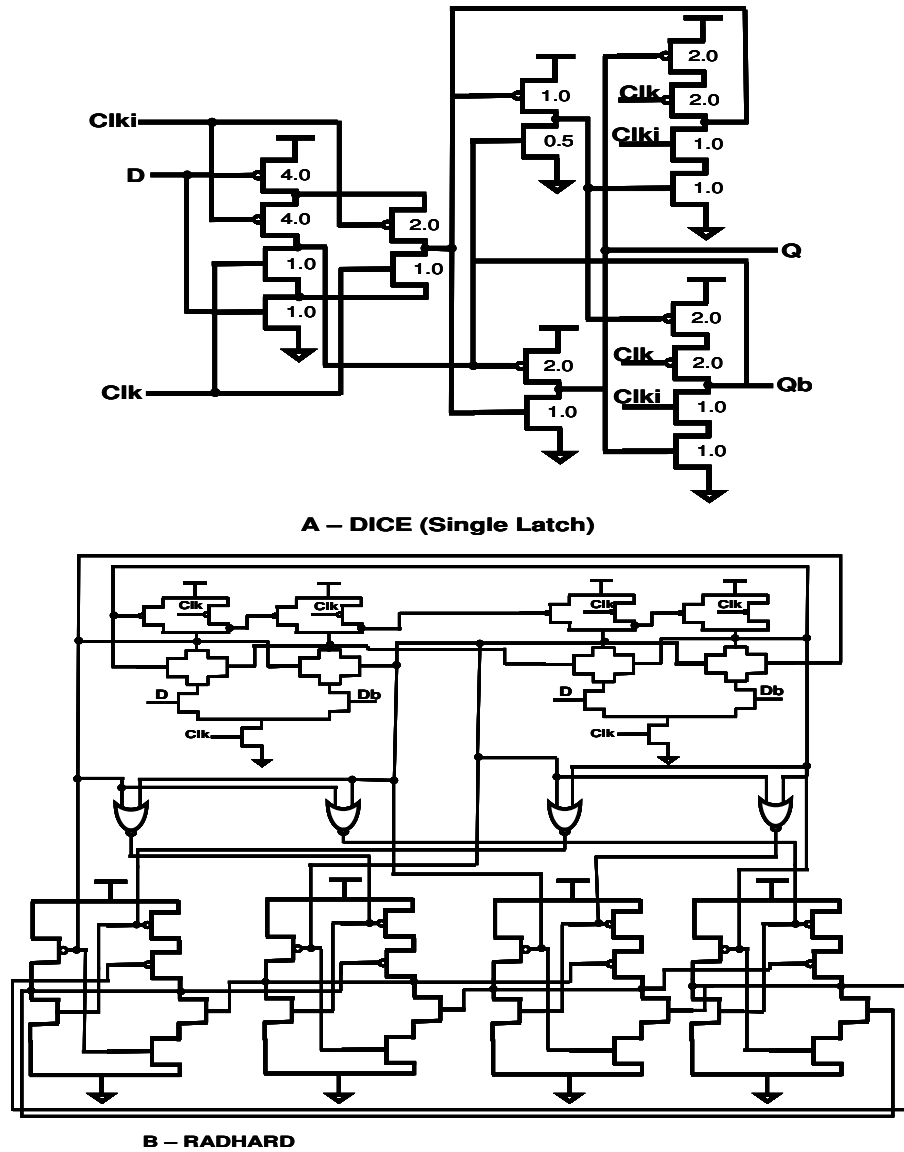 2.0
Clk
2.0
1.0
Clki
Clki
0.5
1.0
D
4.0
1.0
4.0
2.0
Q
1.0
1.0
1.0
2.0
Clk
2.0
2.0
Clk
Qb
Clki
1.0
1.0
1.0
A – DICE (Single Latch)
Clk Clk Clk Clk
D Db D Db
Clk Clk
B – RADHARD